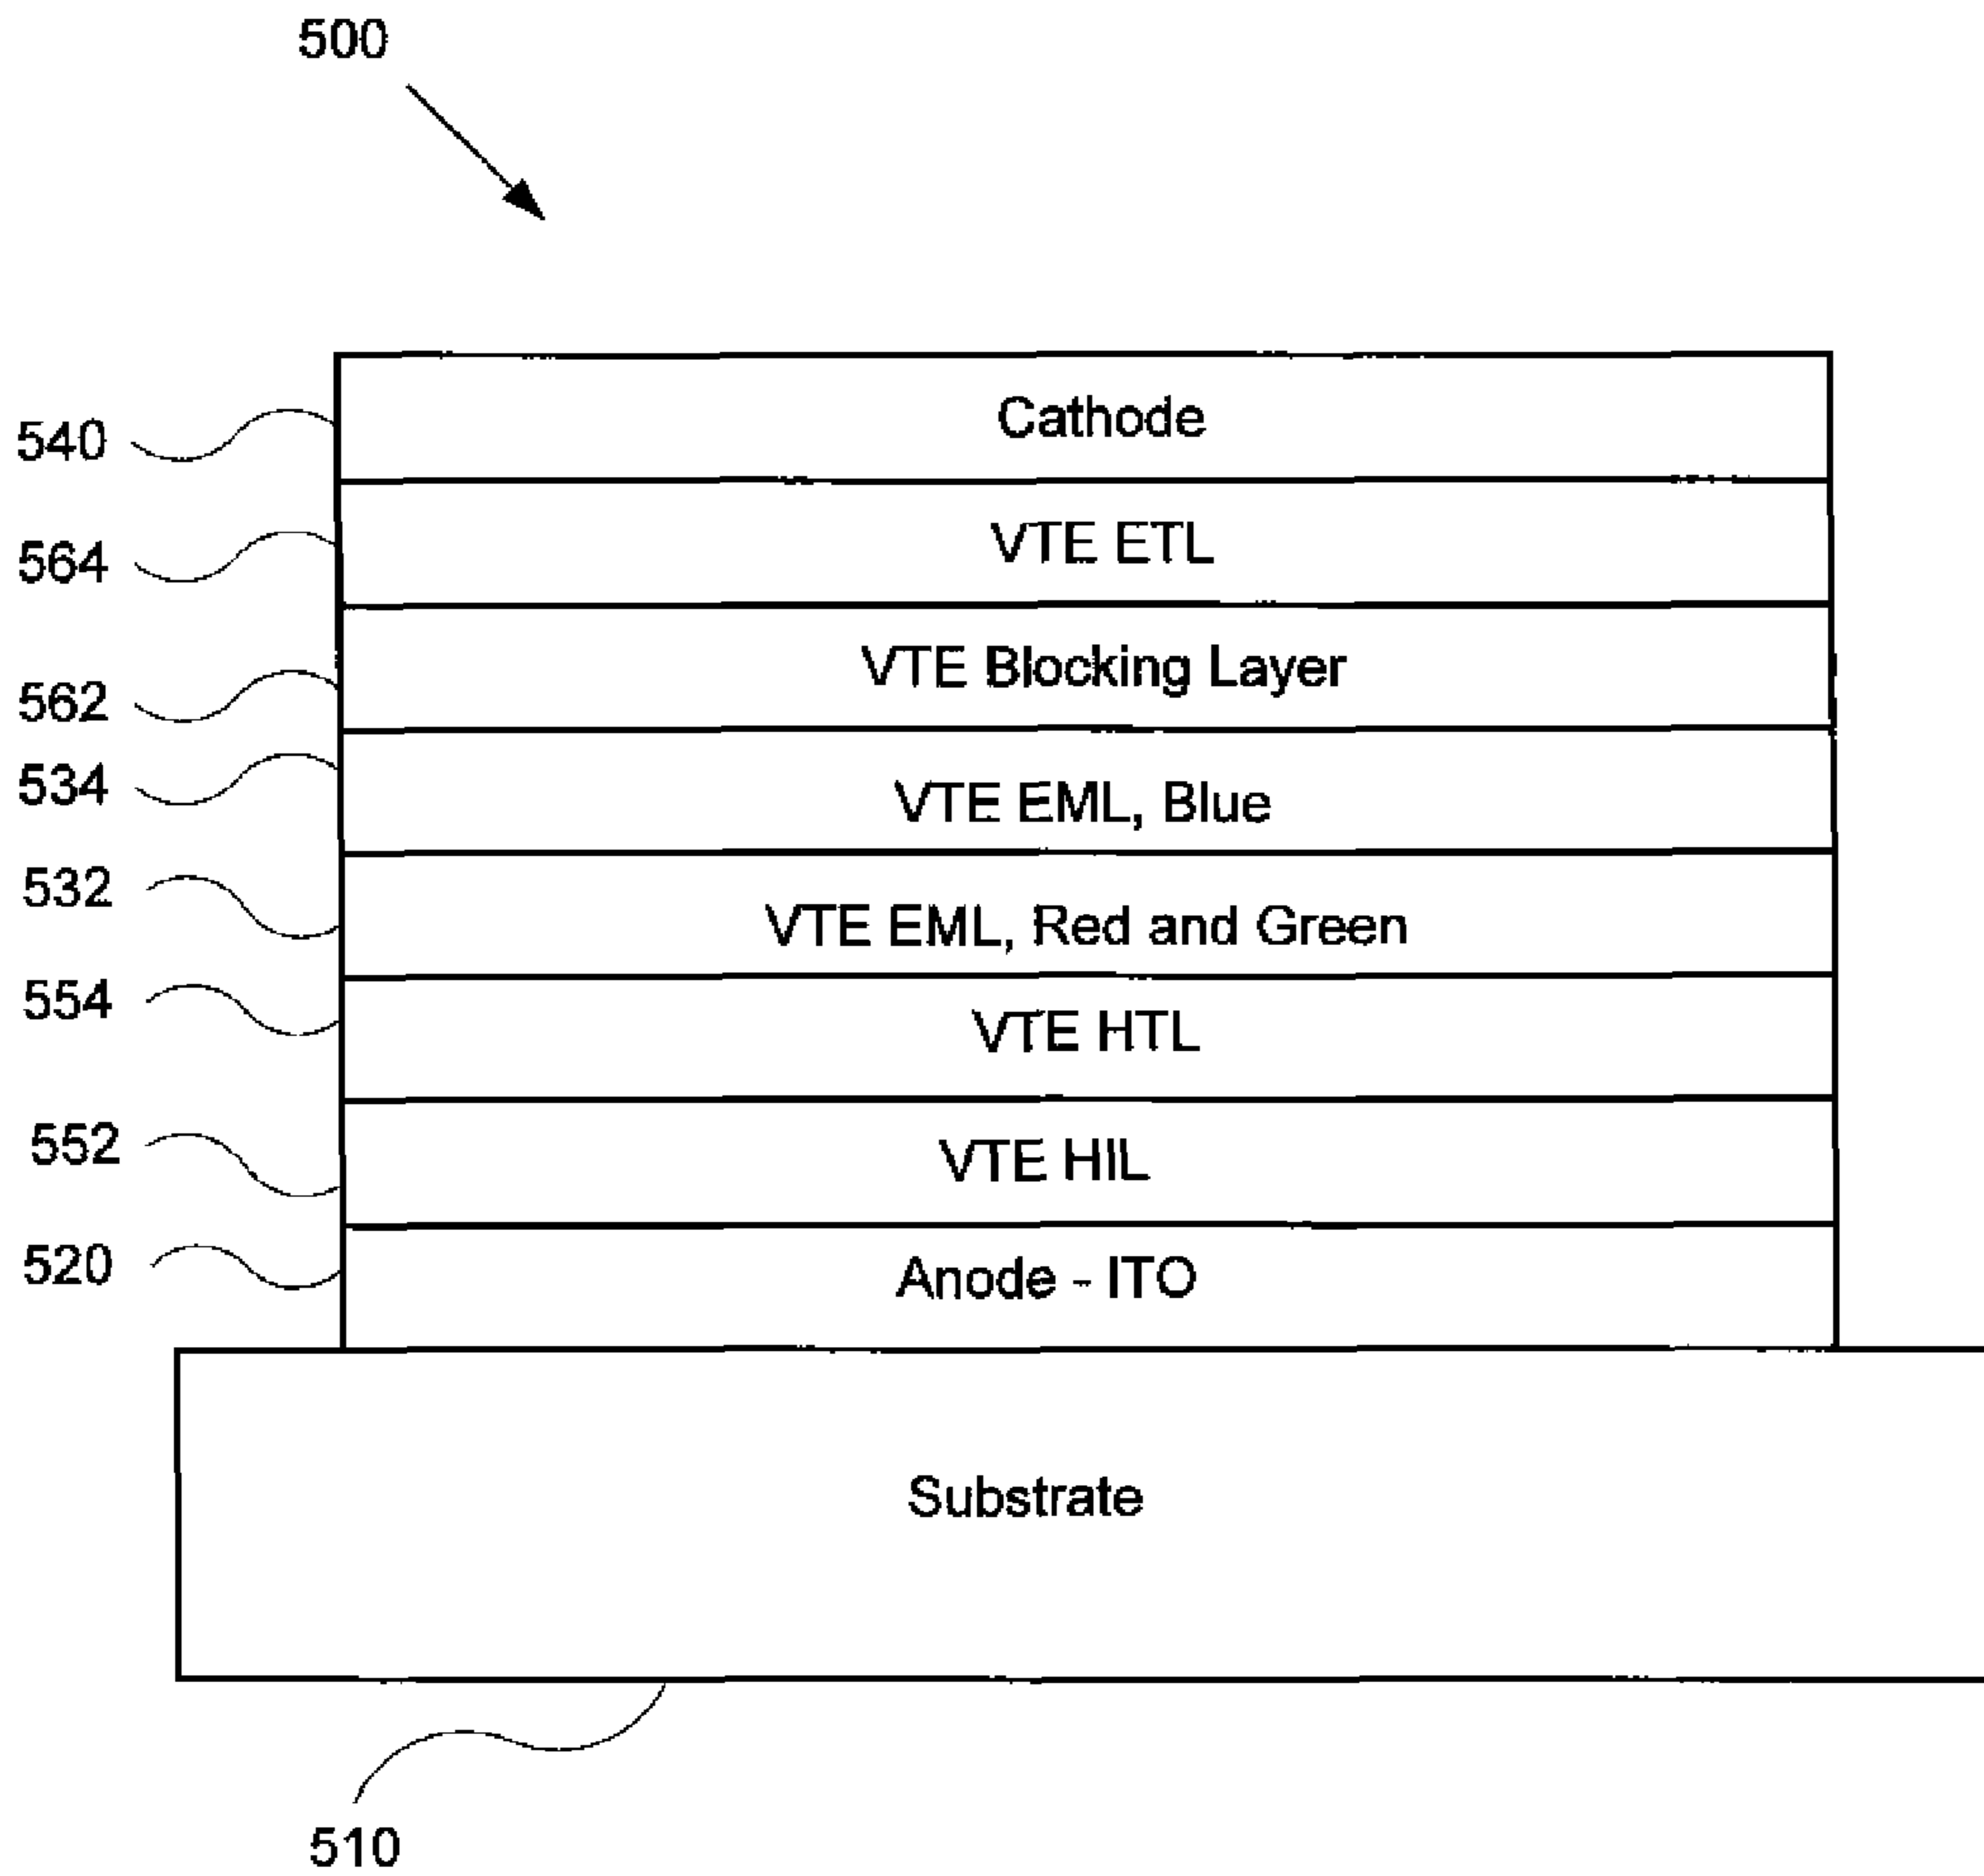 500
Cathode
540
VTE ETL
564
VTE Blocking Layer
562
VTE EML, Blue
534
VTE EML, Red and Green
532
VTE HTL
554
VTE HIL
552
Anode - ITO
520
Substrate
510